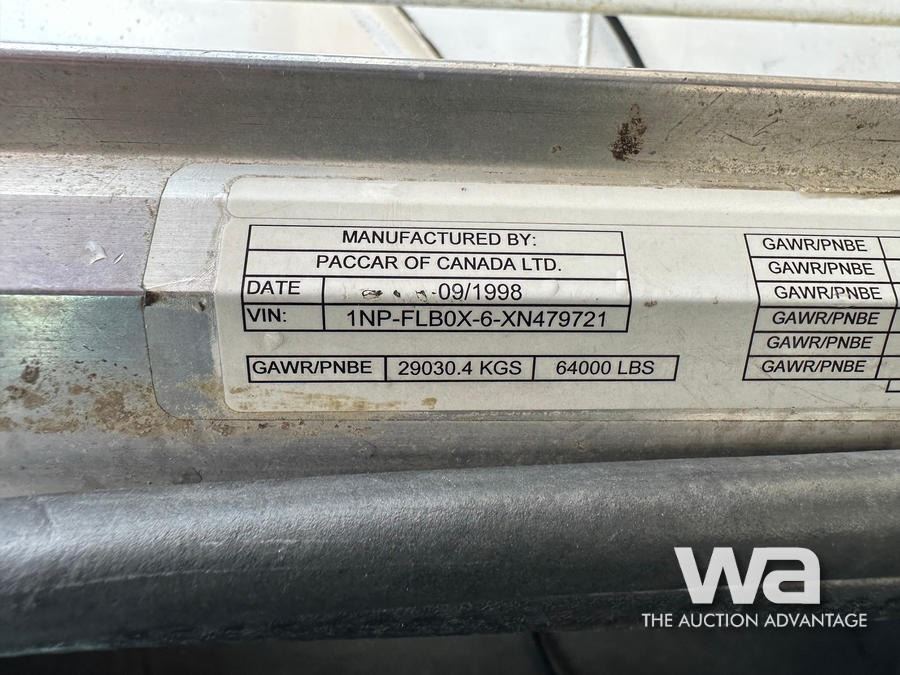 MANUFACTURED BY:
PACCAR OF CANADA LTD.
DATE -09/1998
VIN: 1NP-FLB0X-6-XN479721
GAWR/PNBE 29030.4 KGS 64000 LBS
GAWR/PNBE
GAWR/PNBE
GAWR/PNBE
GAWR/PNBE
GAWR/PNBE
GAWR/PNBE
wa
THE AUCTION ADVANTAGE